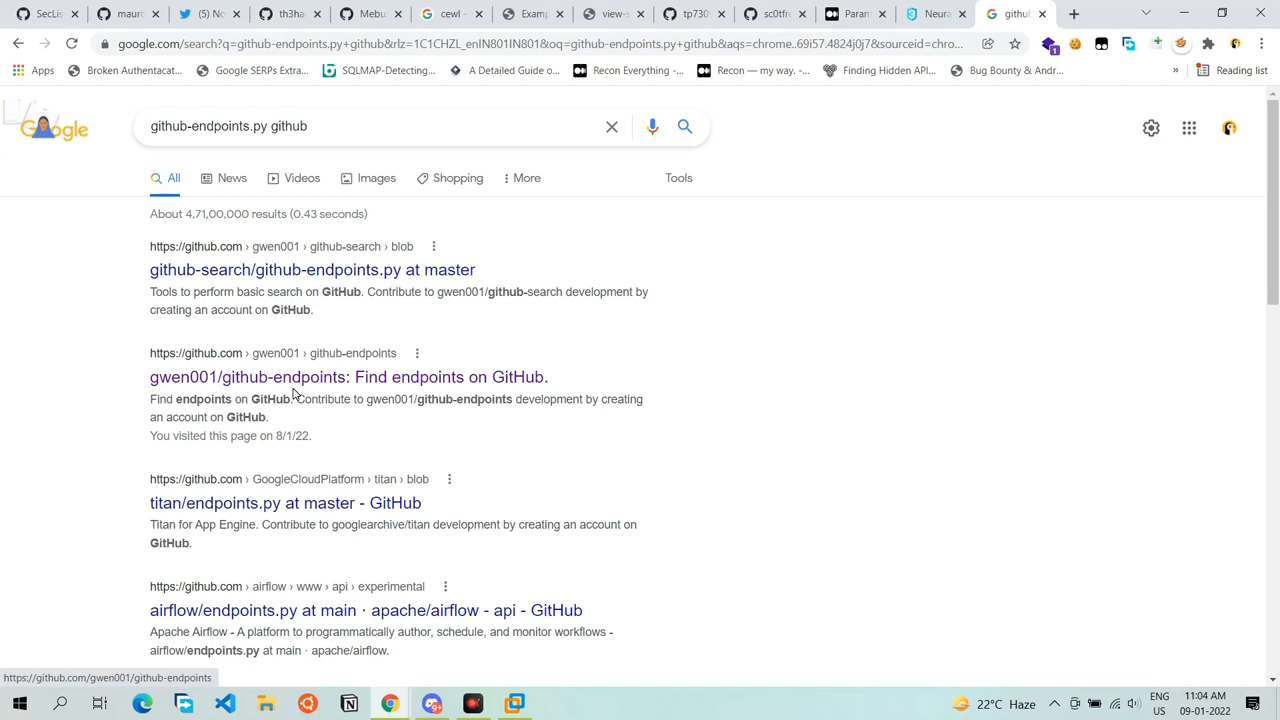 SecLis
mauro
(5) No
th3ha
Mebu
cewl -
Examp
view-s
tp730
sc0tfre
Param
Neura
githut
google.com/search?q=github-endpoints.py+github&rlz=1C1CHZL_enIN801IN801&oq=github-endpoints.py+github&aqs=chrome..69i57.4824j0j7&sourceid=chro...
1
Apps
Broken Authentacat...
Google SERPs Extra...
SQLMAP-Detecting...
A Detailed Guide o...
Recon Everything -...
Recon — my way. -...
Finding Hidden API...
Bug Bounty & Andr...
»
Reading list
Google
github-endpoints.py github
All
News
Videos
Images
Shopping
More
Tools
About 4,71,00,000 results (0.43 seconds)
https://github.com › gwen001 › github-search › blob
github-search/github-endpoints.py at master
Tools to perform basic search on GitHub. Contribute to gwen001/github-search development by
creating an account on GitHub.
https://github.com › gwen001 › github-endpoints
gwen001/github-endpoints: Find endpoints on GitHub.
Find endpoints on GitHub. Contribute to gwen001/github-endpoints development by creating
an account on GitHub.
You visited this page on 8/1/22.
https://github.com › GoogleCloudPlatform › titan › blob
titan/endpoints.py at master - GitHub
Titan for App Engine. Contribute to googlearchive/titan development by creating an account on
GitHub.
https://github.com › airflow › www › api › experimental
airflow/endpoints.py at main · apache/airflow - api - GitHub
Apache Airflow - A platform to programmatically author, schedule, and monitor workflows -
airflow/endpoints.py at main · apache/airflow.
https://github.com/gwen001/github-endpoints
22°C Haze
ENG
US
11:04 AM
09-01-2022